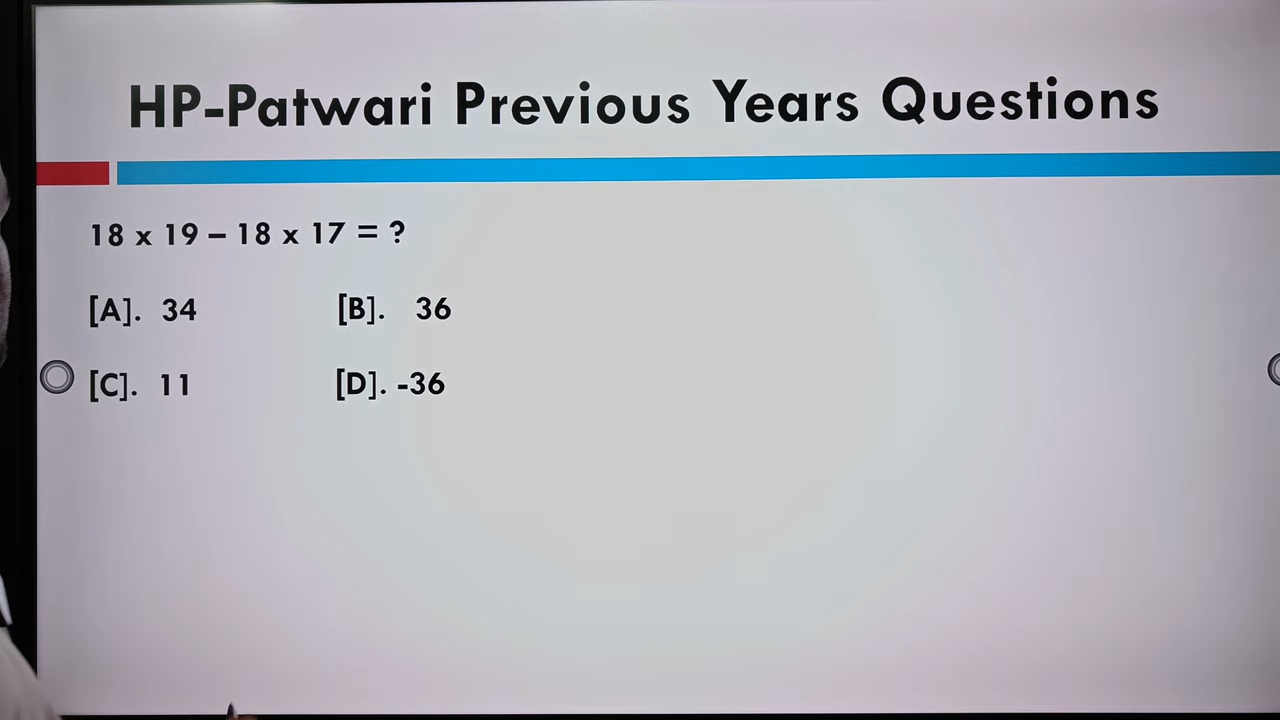 HP-Patwari Previous Years Questions
18 x 19 – 18 x 17 = ?
[A]. 34 [B]. 36
[C]. 11 [D]. -36